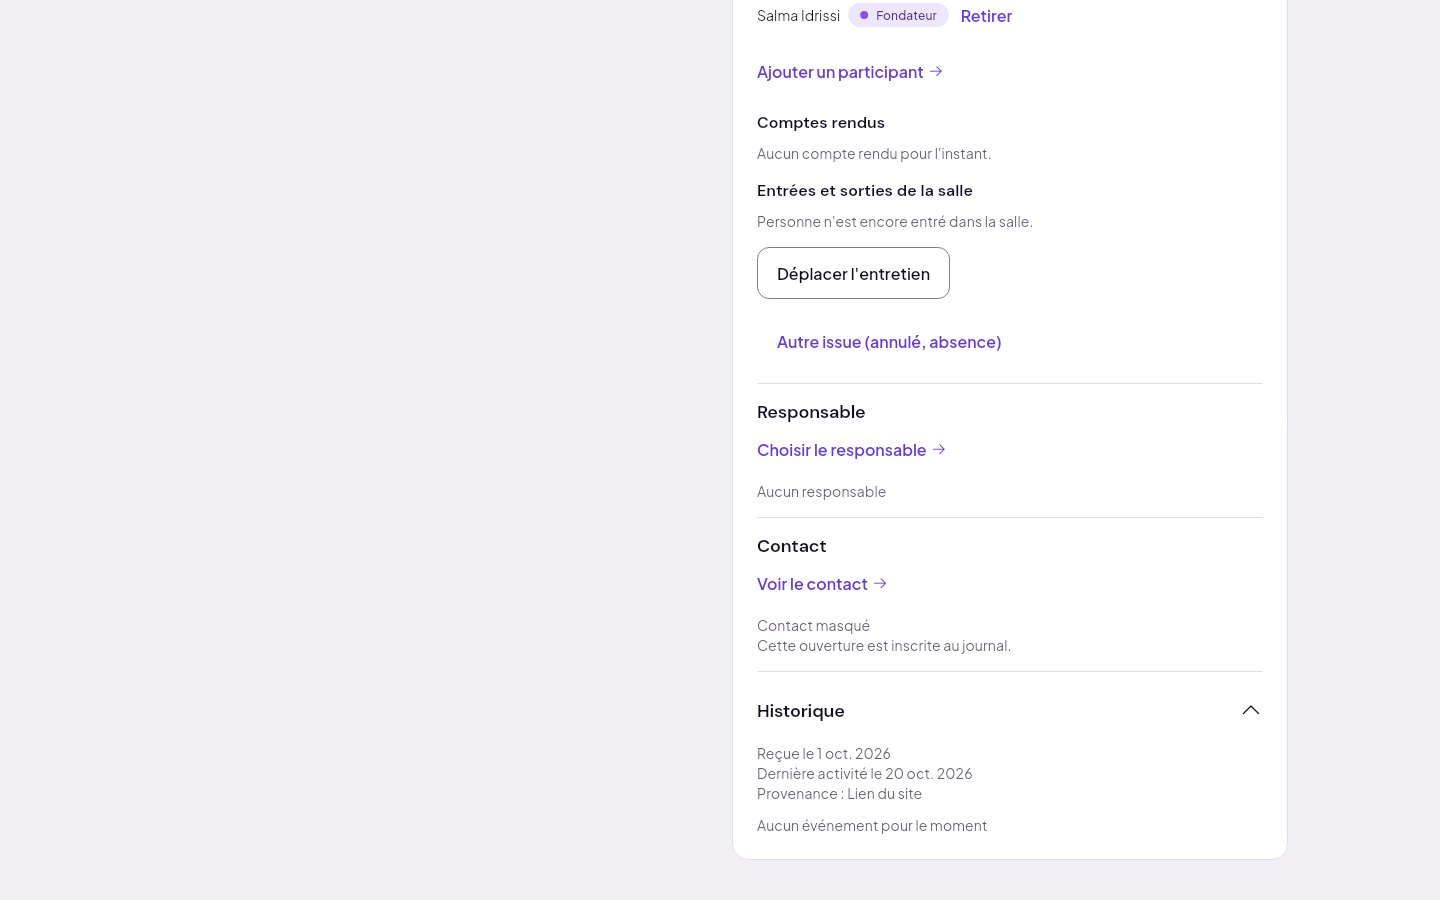 Salma Idrissi Fondateur Retirer
Ajouter un participant →
Comptes rendus
Aucun compte rendu pour l'instant.
Entrées et sorties de la salle
Personne n'est encore entré dans la salle.
Déplacer l'entretien
Autre issue (annulé, absence)
Responsable
Choisir le responsable →
Aucun responsable
Contact
Voir le contact →
Contact masqué
Cette ouverture est inscrite au journal.
Historique
Reçue le 1 oct. 2026
Dernière activité le 20 oct. 2026
Provenance : Lien du site
Aucun événement pour le moment